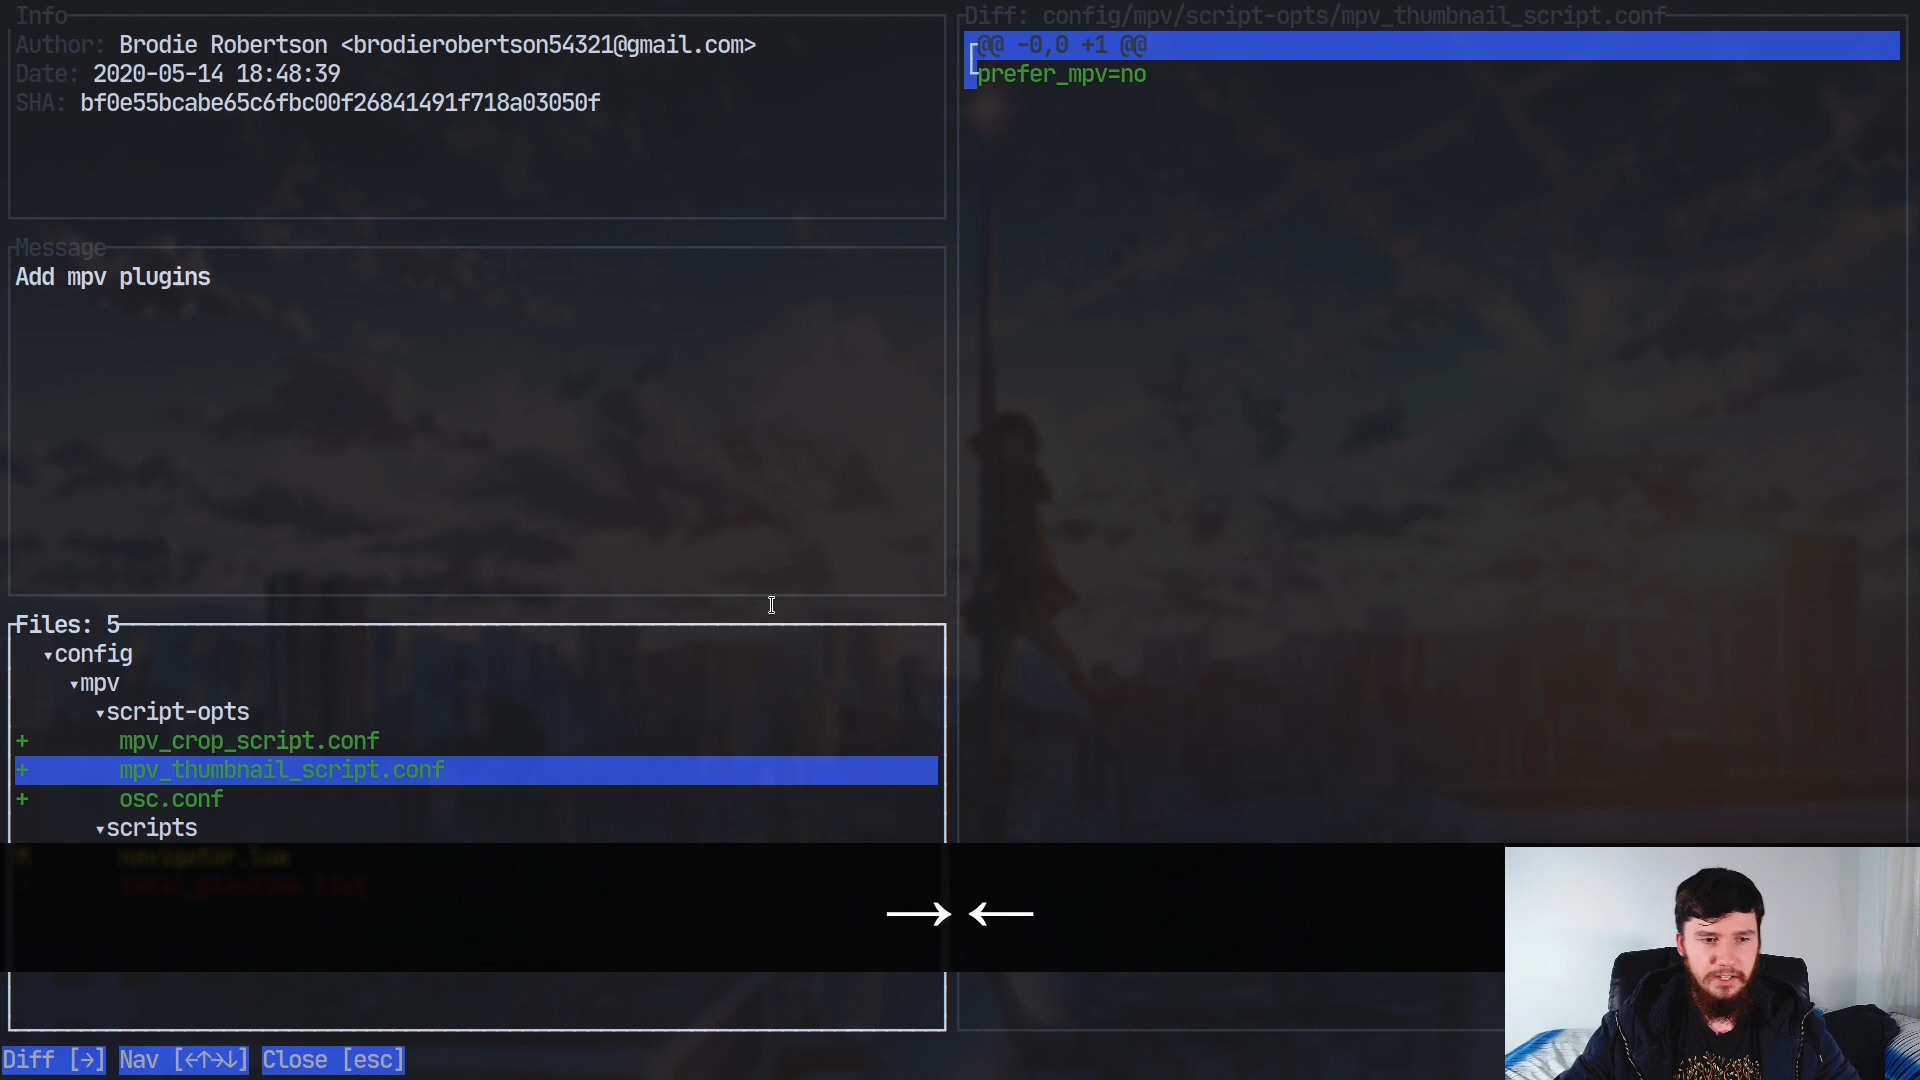 Info
Author: Brodie Robertson <brodierobertson54321@gmail.com>
Date: 2020-05-14 18:48:39
SHA: bf0e55bcabe65c6fbc00f26841491f718a03050f
Message
Add mpv plugins
Files: 5
▾config
▾mpv
▾script-opts
+ mpv_crop_script.conf
+ mpv_thumbnail_script.conf
+ osc.conf
▾scripts
Diff: config/mpv/script-opts/mpv_thumbnail_script.conf
@@ -0,0 +1 @@
prefer_mpv=no
→ ←
Diff [→] Nav [←↑→↓] Close [esc]